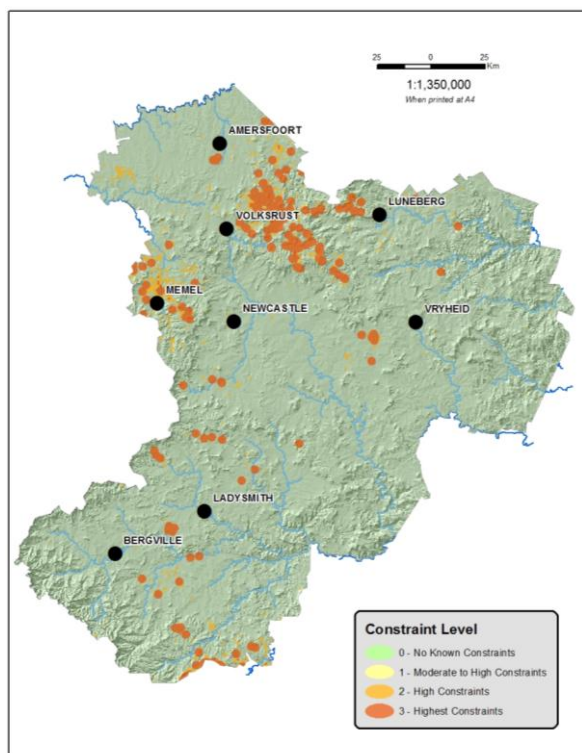 25 0 25
Km
1:1,350,000
When printed at A4
AMERSFOORT
LUNEBERG
VOLKSRUST
MEMEL
NEWCASTLE
VRYHEID
LADYSMITH
BERGVILLE
Constraint Level
0 - No Known Constraints
1 - Moderate to High Constraints
2 - High Constraints
3 - Highest Constraints